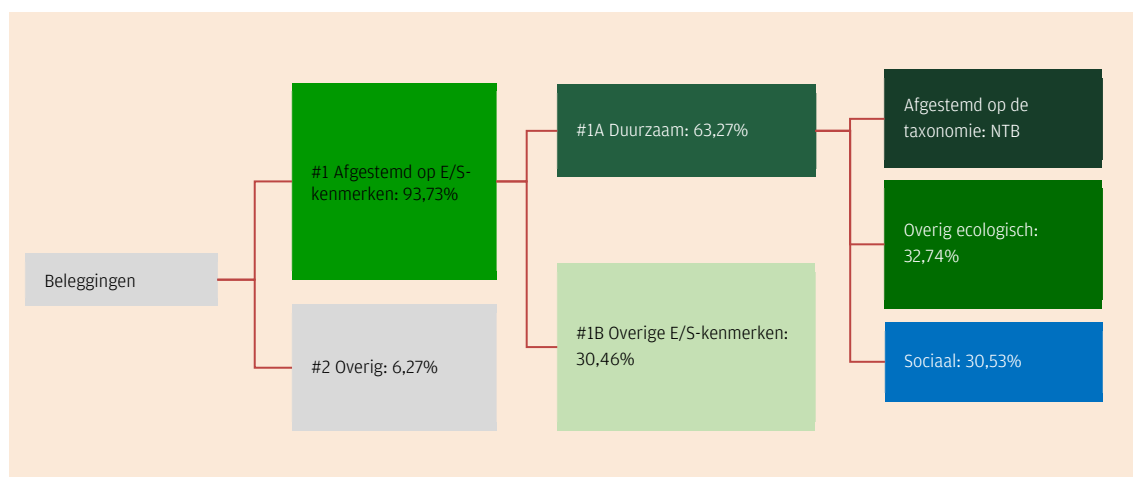 Beleggingen
#1 Afgestemd op E/S-
kenmerken: 93,73%
#2 Overig: 6,27%
#1A Duurzaam: 63,27%
#1B Overige E/S-kenmerken:
30,46%
Afgestemd op de
taxonomie: NTB
Overig ecologisch:
32,74%
Sociaal: 30,53%